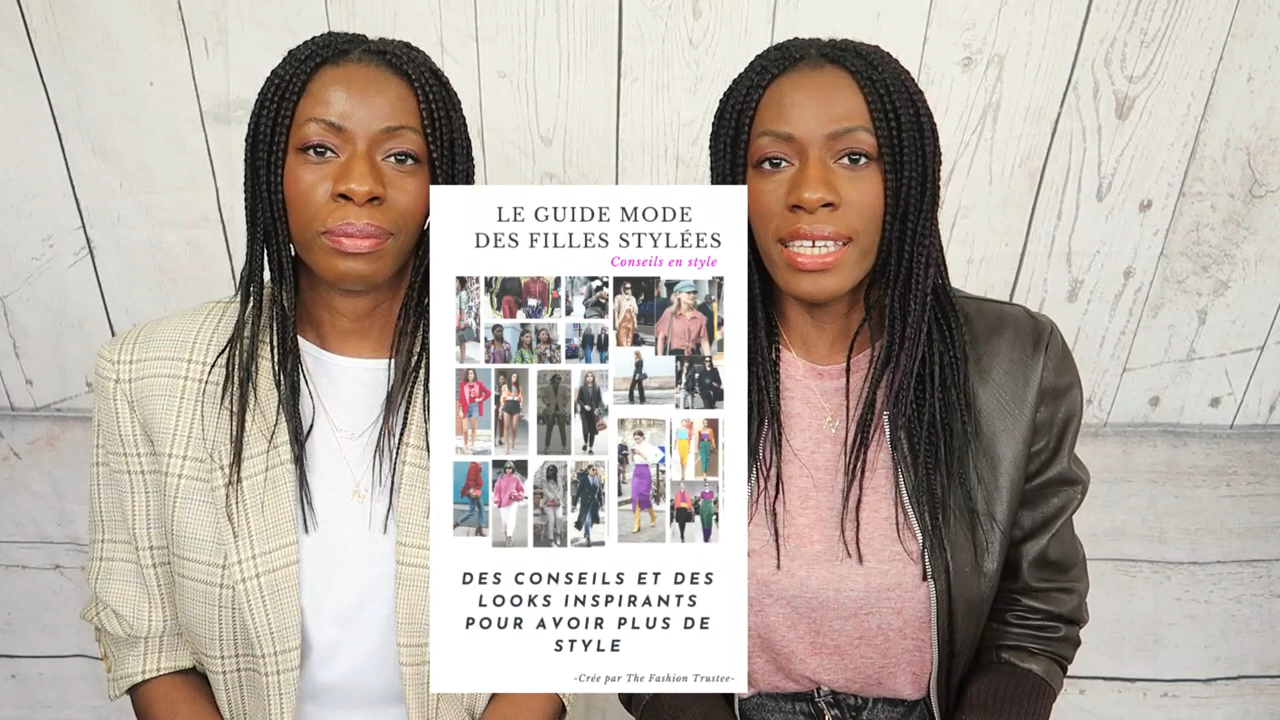 LE GUIDE MODE
DES FILLES STYLÉES
Conseils en style
DES CONSEILS ET DES
LOOKS INSPIRANTS
POUR AVOIR PLUS DE
STYLE
-Crée par The Fashion Trustee-